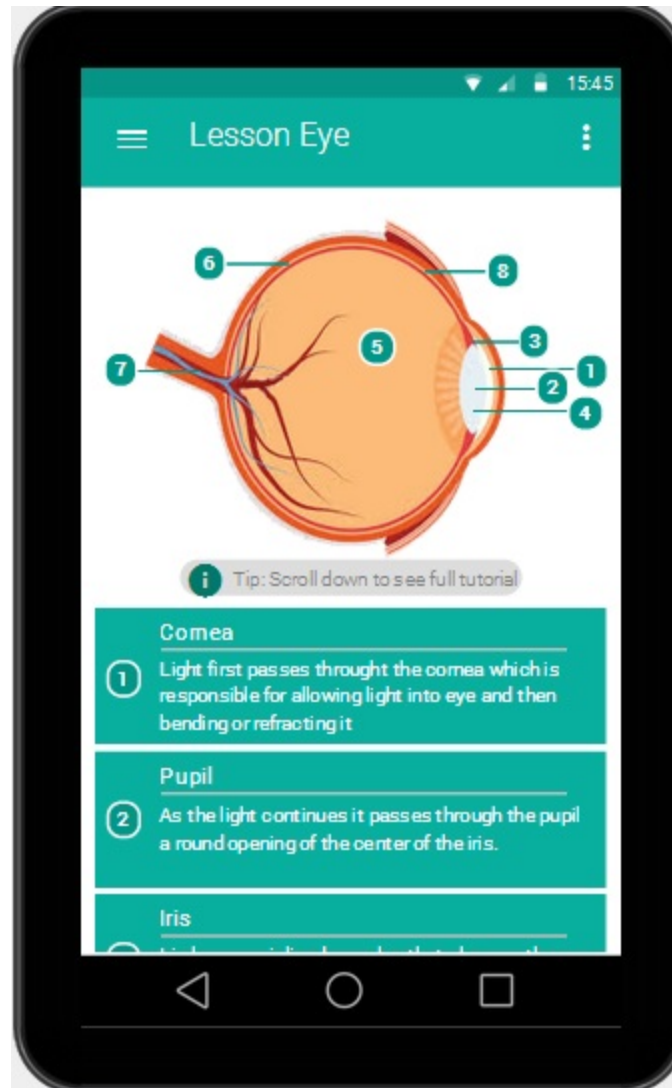 15:45
Lesson Eye
6
8
3
5
7
1
2
4
i Tip: Scroll down to see full tutorial
Cornea
1
Light first passes throught the cornea which is
responsible for allowing light into eye and then
bending or refracting it
Pupil
2
As the light continues it passes through the pupil
a round opening of the center of the iris.
Iris